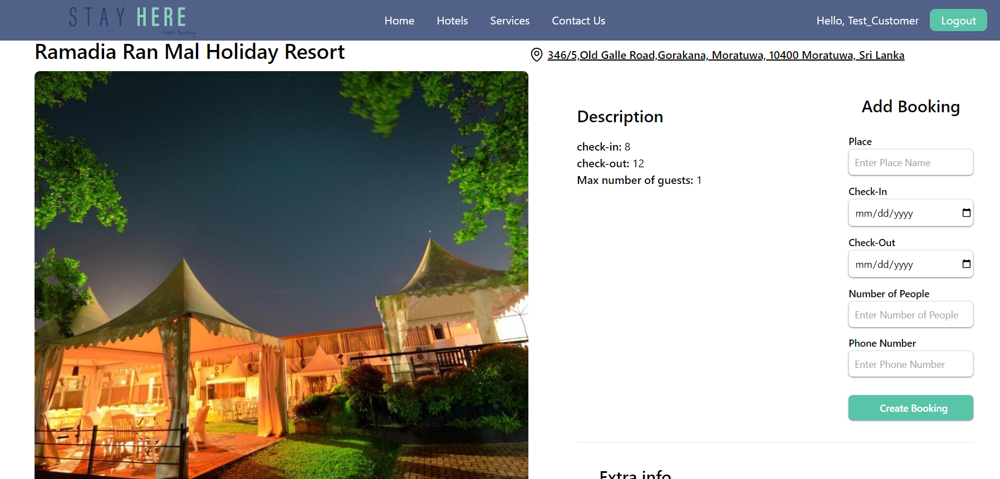 STAY HERE
Hotel Booking
Home Hotels Services Contact Us
Hello, Test_Customer Logout
Ramadia Ran Mal Holiday Resort
346/5,Old Galle Road,Gorakana, Moratuwa, 10400 Moratuwa, Sri Lanka
Description
check-in: 8
check-out: 12
Max number of guests: 1
Add Booking
Place
Enter Place Name
Check-In
mm/dd/yyyy
Check-Out
mm/dd/yyyy
Number of People
Enter Number of People
Phone Number
Enter Phone Number
Create Booking
Extra info